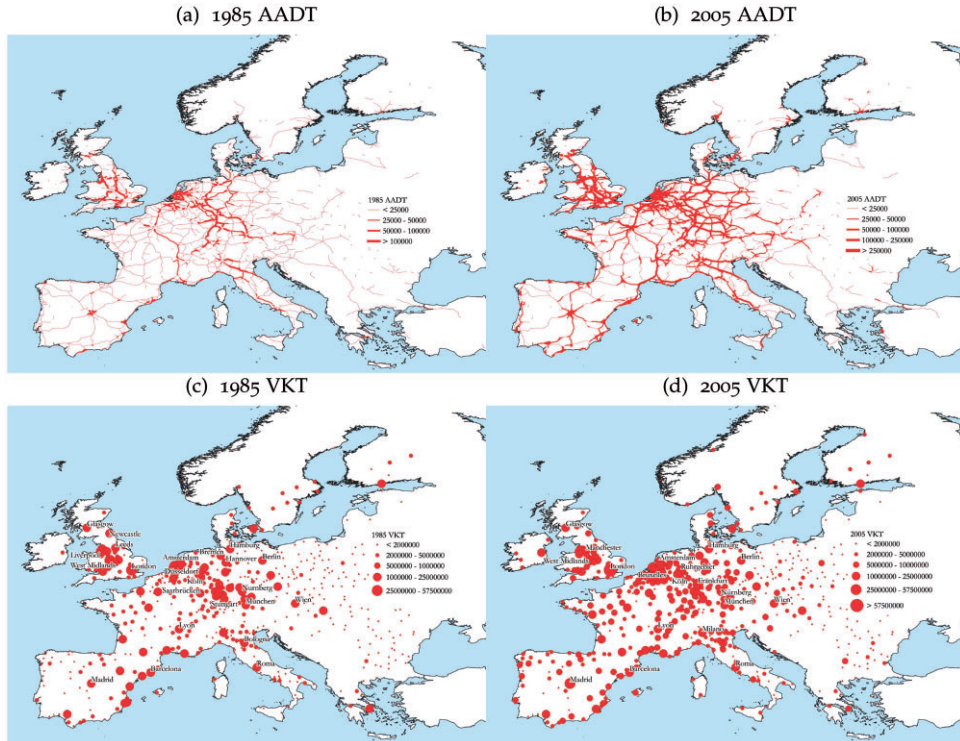 (a) 1985 AADT
(b) 2005 AADT
1985 AADT
< 25000
25000 - 50000
50000 - 100000
> 100000
2005 AADT
< 25000
25000 - 50000
50000 - 100000
100000 - 250000
> 250000
(c) 1985 VKT
(d) 2005 VKT
Glasgow
Newcastle
Liverpool
West Midlands
London
Amsterdam
Bremen
Hamburg
Hannover
Berlin
Düsseldorf
Köln
Saarbrücken
Nürnberg
Stuttgart
München
Wien
Lyon
Bologna
Roma
Barcelona
Madrid
1985 VKT
< 2000000
2000000 - 5000000
5000000 - 1000000
1000000 - 25000000
25000000 - 57500000
Glasgow
Manchester
West Midlands
London
Amsterdam
Hamburg
Berlin
Ruhrgebiet
Bruxelles
Köln
Frankfurt
Nürnberg
München
Wien
Lyon
Milano
Roma
Barcelona
Madrid
2005 VKT
< 2000000
2000000 - 5000000
5000000 - 10000000
10000000 - 25000000
25000000 - 57500000
> 57500000